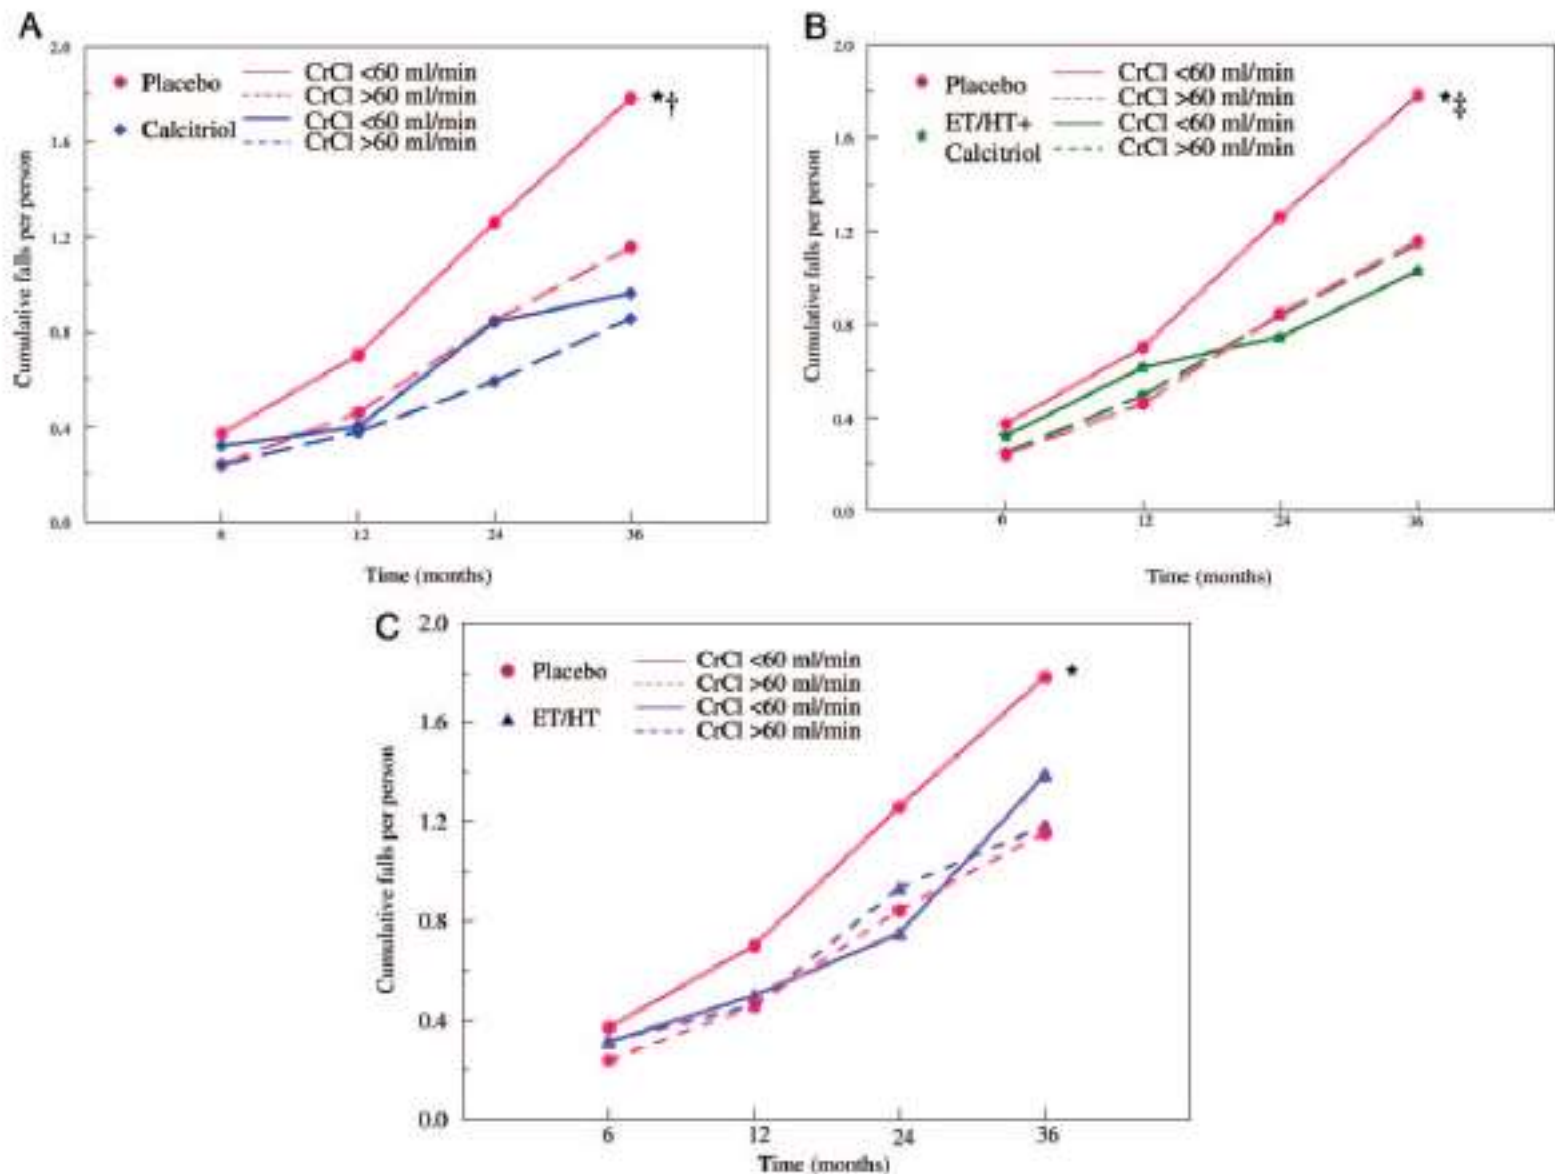 A
2.0
1.6
1.2
0.8
0.4
0.0
Cumulative falls per person
Placebo
Calcitriol
CrCl <60 ml/min
CrCl >60 ml/min
CrCl <60 ml/min
CrCl >60 ml/min
*†
6 12 24 36
Time (months)
B
2.0
1.6
1.2
0.8
0.4
0.0
Cumulative falls per person
Placebo
ET/HT+
Calcitriol
CrCl <60 ml/min
CrCl >60 ml/min
CrCl <60 ml/min
CrCl >60 ml/min
*‡
6 12 24 36
Time (months)
C
2.0
1.6
1.2
0.8
0.4
0.0
Cumulative falls per person
Placebo
ET/HT
CrCl <60 ml/min
CrCl >60 ml/min
CrCl <60 ml/min
CrCl >60 ml/min
*
6 12 24 36
Time (months)